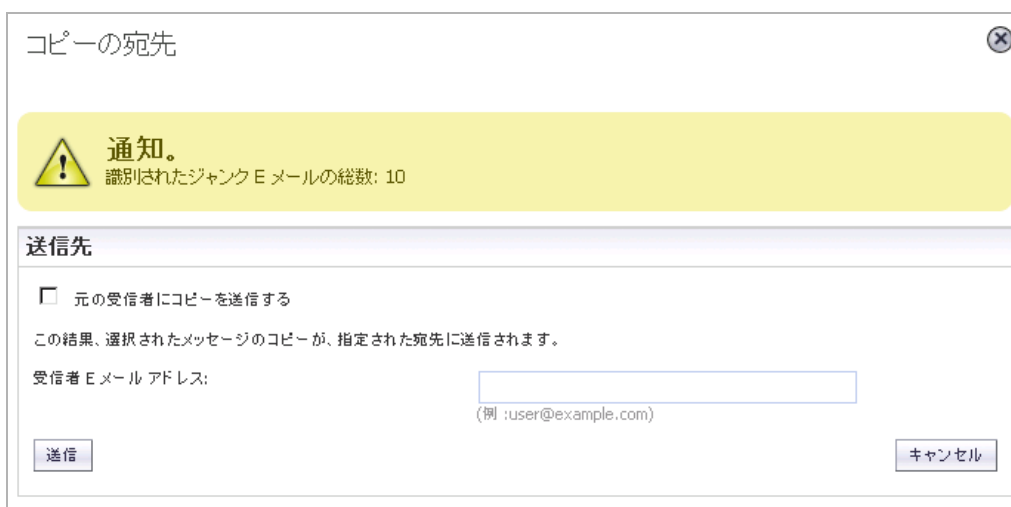 コピーの宛先
通知。
識別されたジャンク E メールの総数: 10
送信先
元の受信者にコピーを送信する
この結果、選択されたメッセージのコピーが、指定された宛先に送信されます。
受信者 E メール アドレス:
(例 :user@example.com)
送信
キャンセル